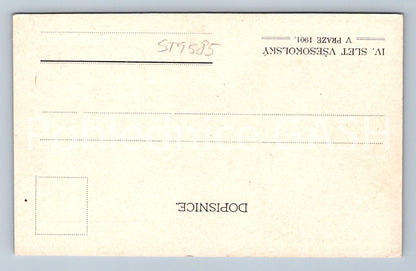 DOPISNICE.
IV. SLET VŠESOKOLSKÝ
V PRAZE 1901.
ST9585